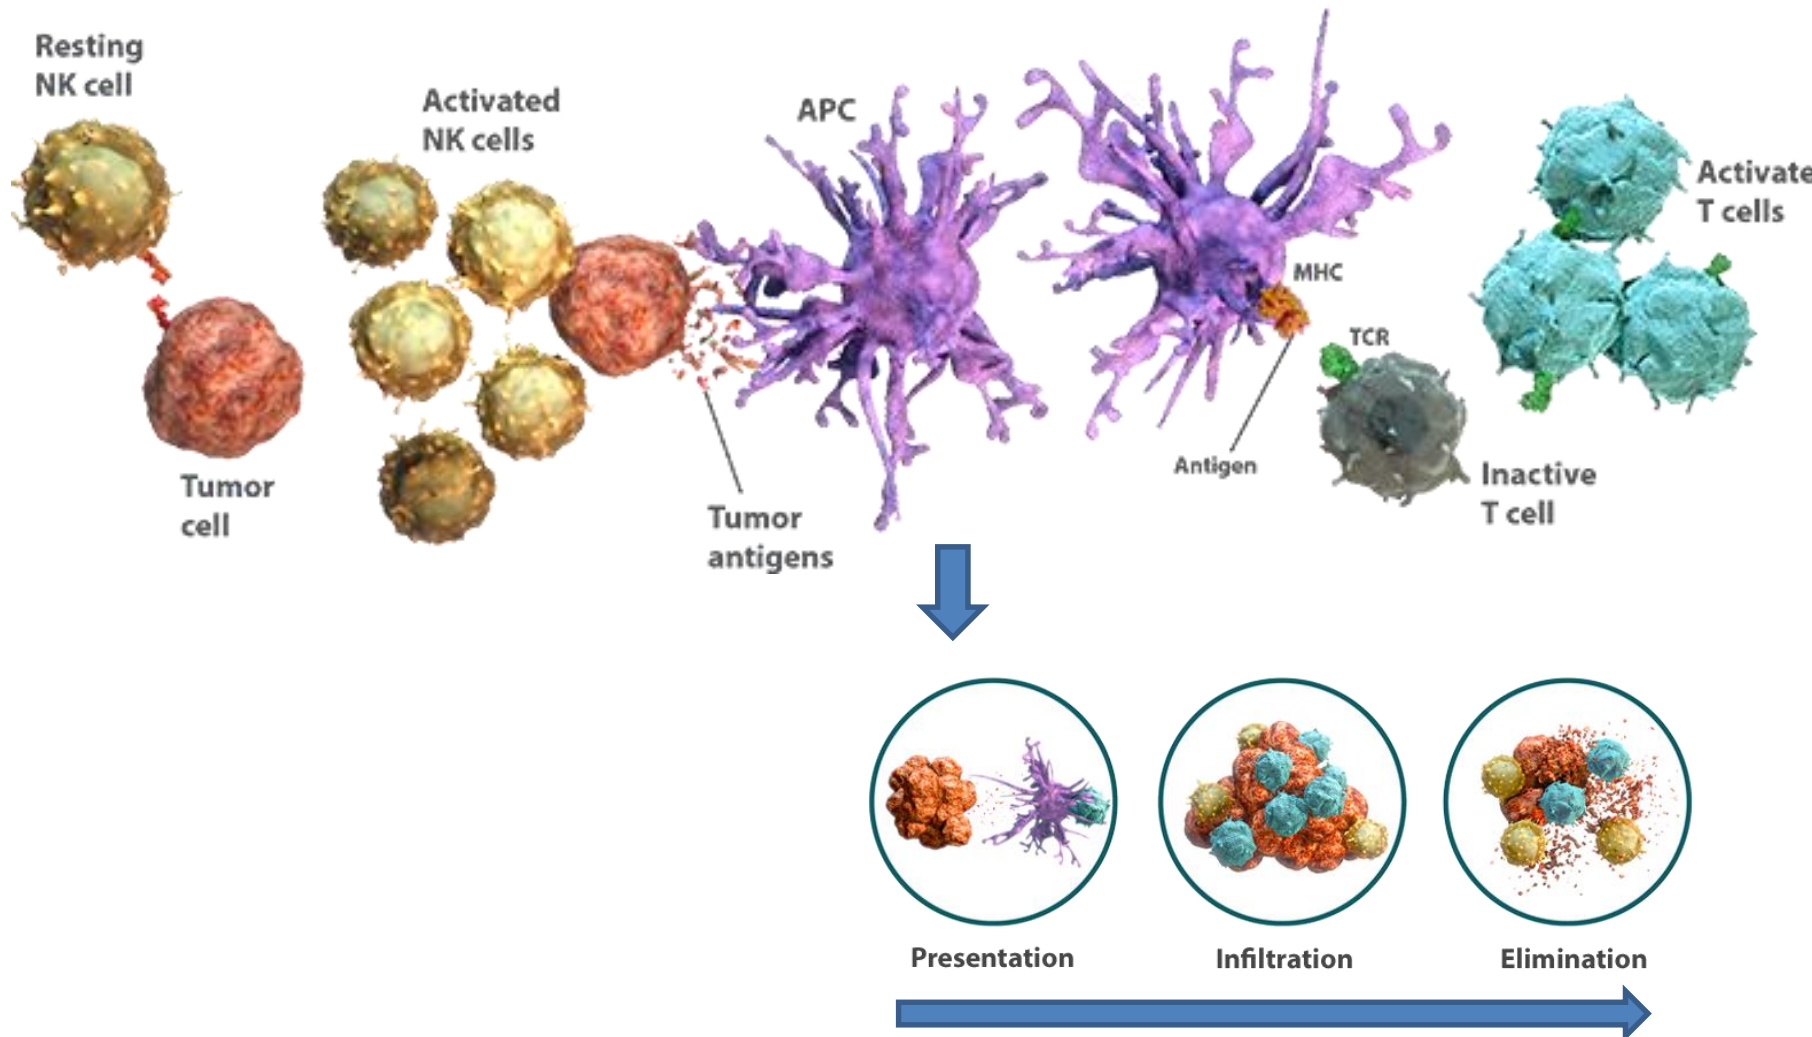 Resting
NK cell
Tumor
cell
Activated
NK cells
Tumor
antigens
APC
MHC
Antigen
TCR
Inactive
T cell
Activate
T cells
Presentation
Infiltration
Elimination